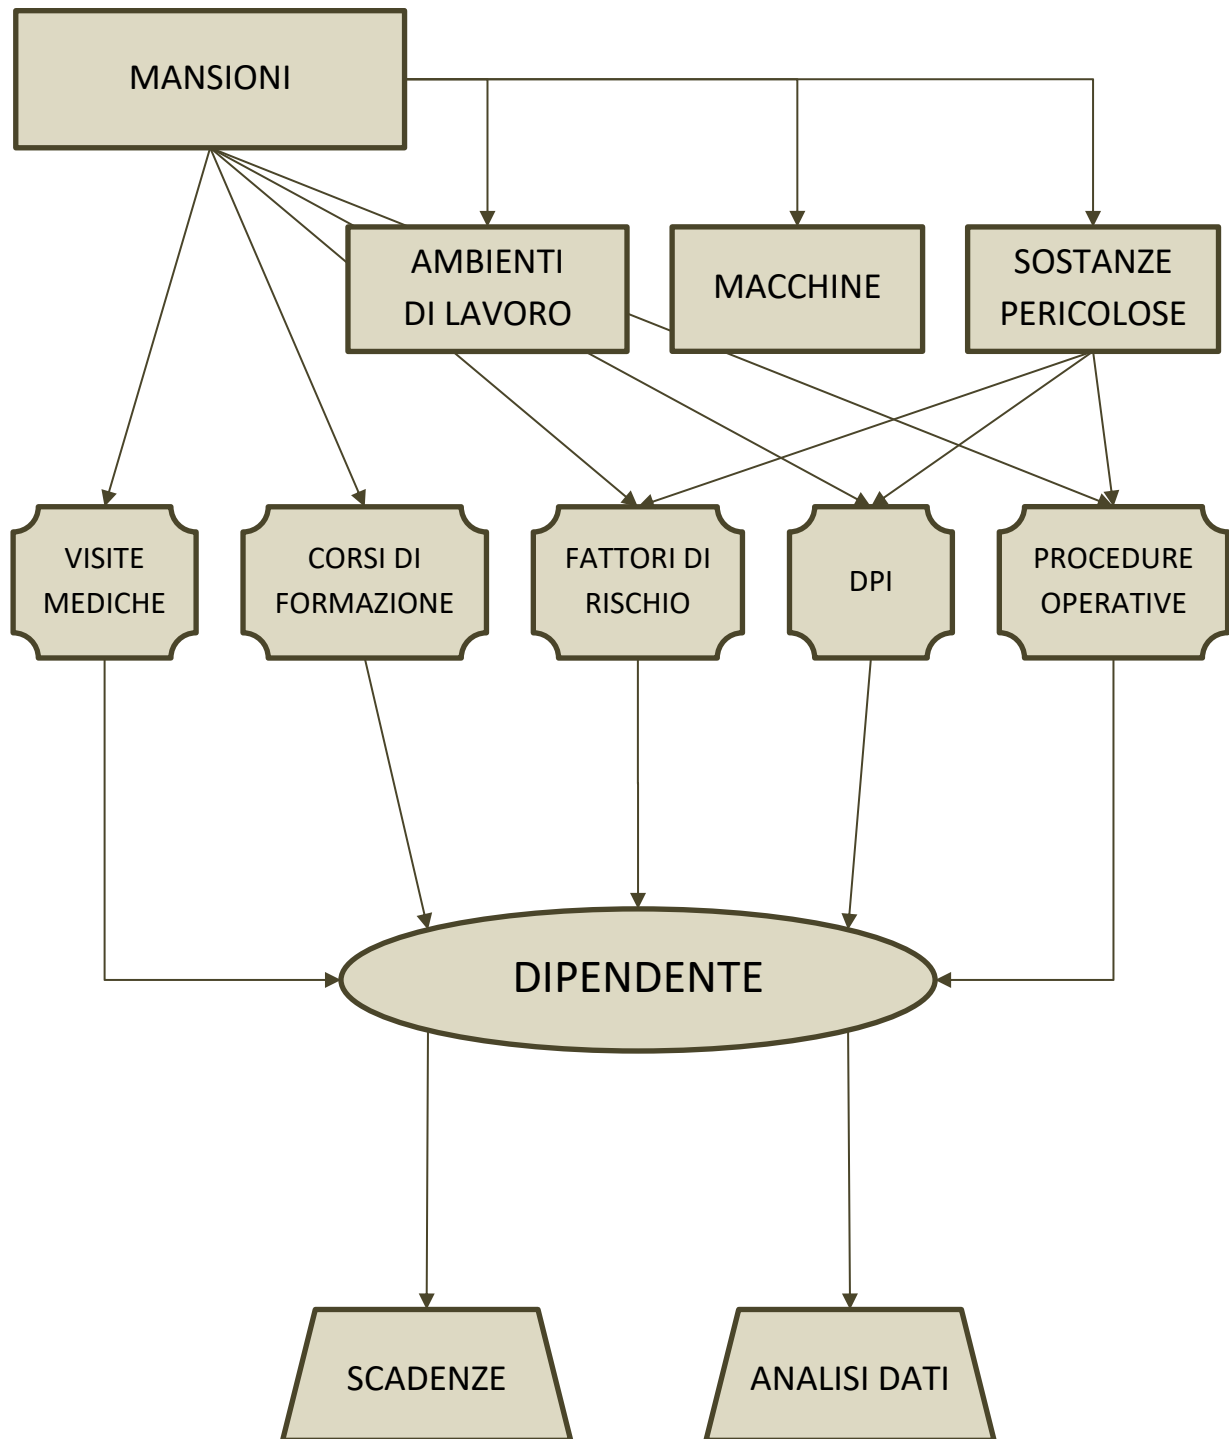 MANSIONI
AMBIENTI
DI LAVORO
MACCHINE
SOSTANZE
PERICOLOSE
VISITE
MEDICHE
CORSI DI
FORMAZIONE
FATTORI DI
RISCHIO
DPI
PROCEDURE
OPERATIVE
DIPENDENTE
SCADENZE
ANALISI DATI